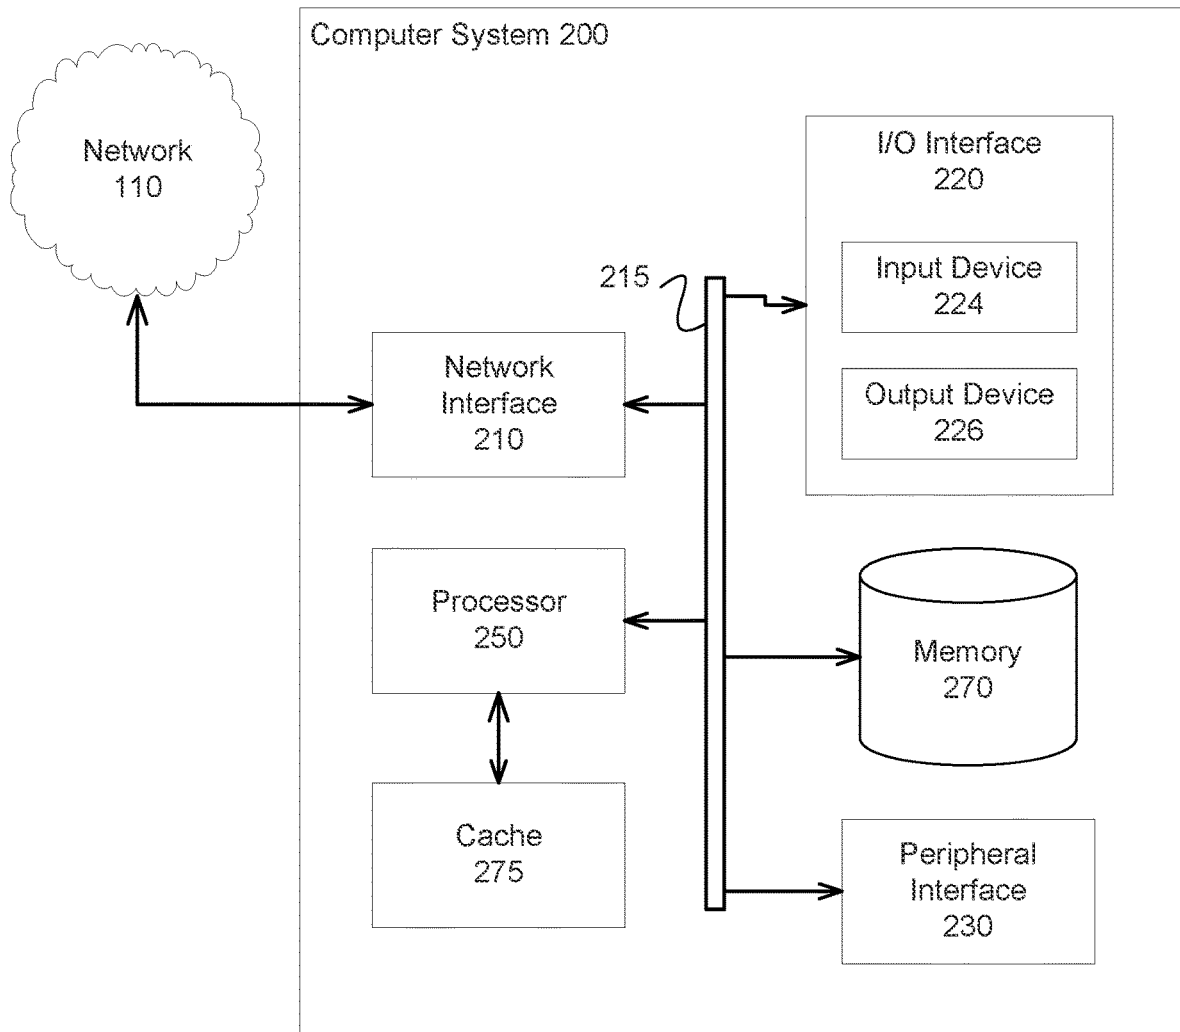 Computer System 200
Network
110
I/O Interface
220
Input Device
224
Output Device
226
215
Network
Interface
210
Processor
250
Memory
270
Cache
275
Peripheral
Interface
230